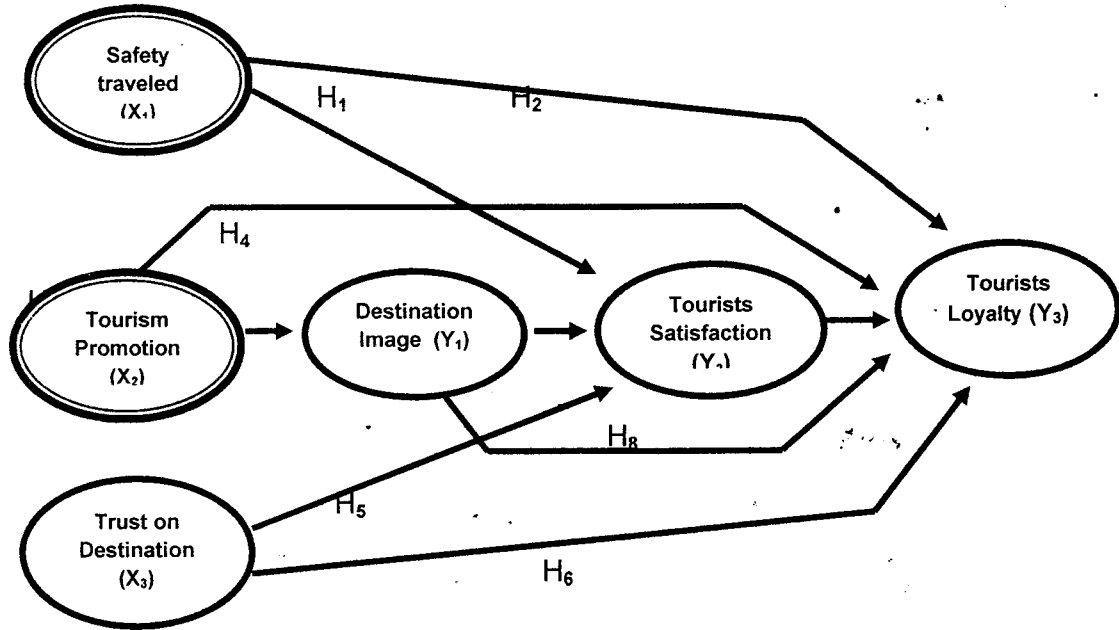 Safety
traveled
(X₁)
H₁
H₂
H₄
Tourism
Promotion
(X₂)
Destination
Image (Y₁)
Tourists
Satisfaction
(Y₂)
Tourists
Loyalty (Y₃)
H₈
H₅
Trust on
Destination
(X₃)
H₆